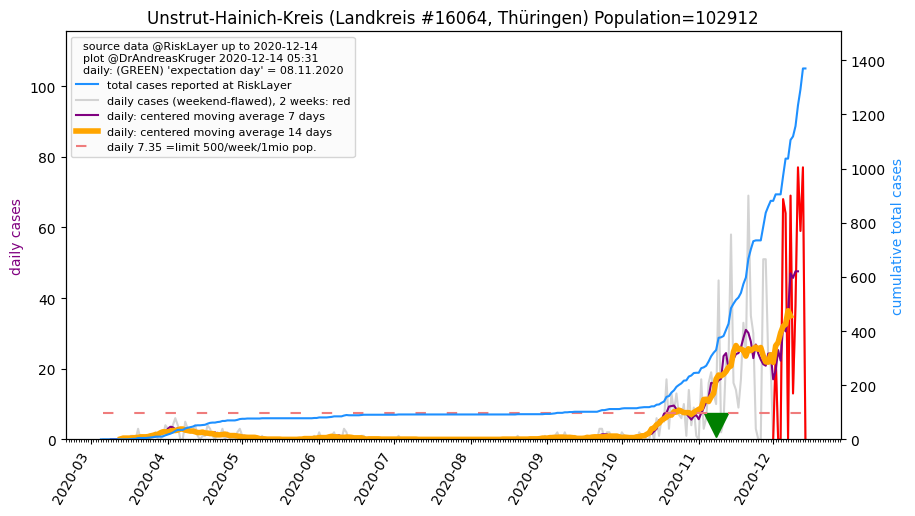 Unstrut-Hainich-Kreis (Landkreis #16064, Thüringen) Population=102912
source data @RiskLayer up to 2020-12-14
plot @DrAndreasKruger 2020-12-14 05:31
daily: (GREEN) 'expectation day' = 08.11.2020
total cases reported at RiskLayer
daily cases (weekend-flawed), 2 weeks: red
daily: centered moving average 7 days
daily: centered moving average 14 days
daily 7.35 =limit 500/week/1mio pop.
daily cases
100
80
60
40
20
0
cumulative total cases
1400
1200
1000
800
600
400
200
0
2020-03
2020-04
2020-05
2020-06
2020-07
2020-08
2020-09
2020-10
2020-11
2020-12